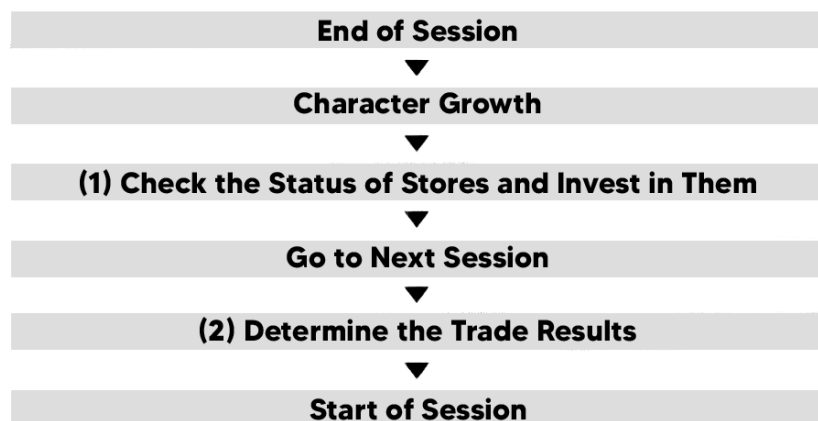 End of Session
Character Growth
(1) Check the Status of Stores and Invest in Them
Go to Next Session
(2) Determine the Trade Results
Start of Session